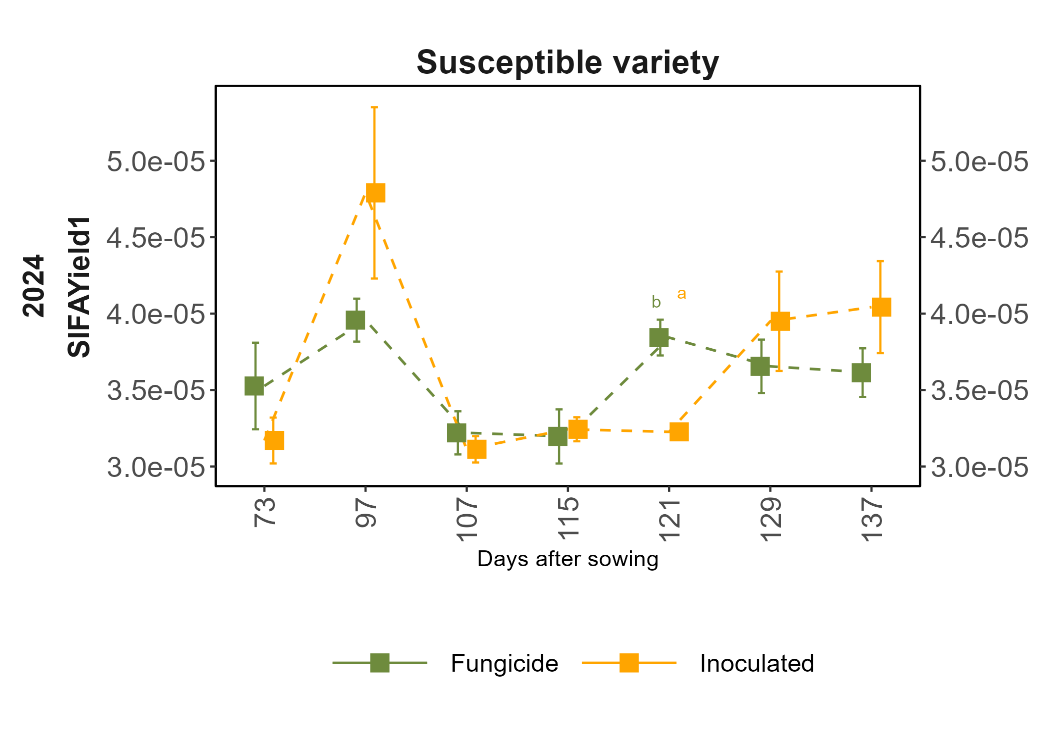 Susceptible variety
2024
SIFAYield1
5.0e-05
4.5e-05
4.0e-05
3.5e-05
3.0e-05
b
a
5.0e-05
4.5e-05
4.0e-05
3.5e-05
3.0e-05
73 97 107 115 121 129 137
Days after sowing
Fungicide Inoculated